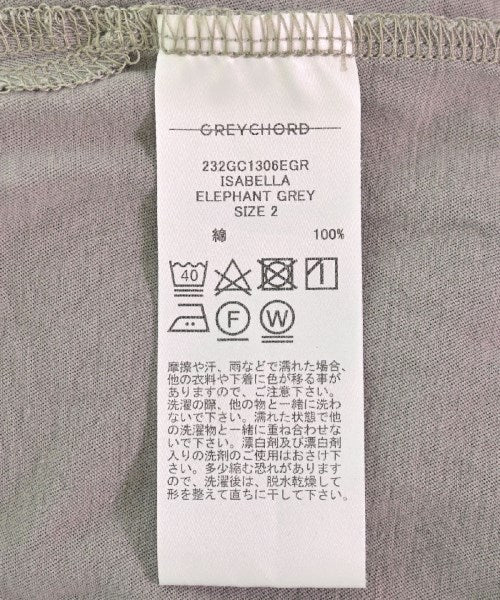 GREYCHORD
232GC1306EGR
ISABELLA
ELEPHANT GREY
SIZE 2
綿 100%
40
F W
摩擦や汗、雨などで濡れた場合、
他の衣料や下着に色が移る事が
ありますので、ご注意下さい。
洗濯の際、他の物と一緒に洗わ
ないで下さい。濡れた状態で他
の洗濯物と一緒に重ね合わせな
いで下さい。漂白剤及び漂白剤
入りの洗剤のご使用はおさけ下
さい。多少縮む恐れがあります
ので、洗濯後は、脱水乾燥して
形を整えて直ちに干して下さい。